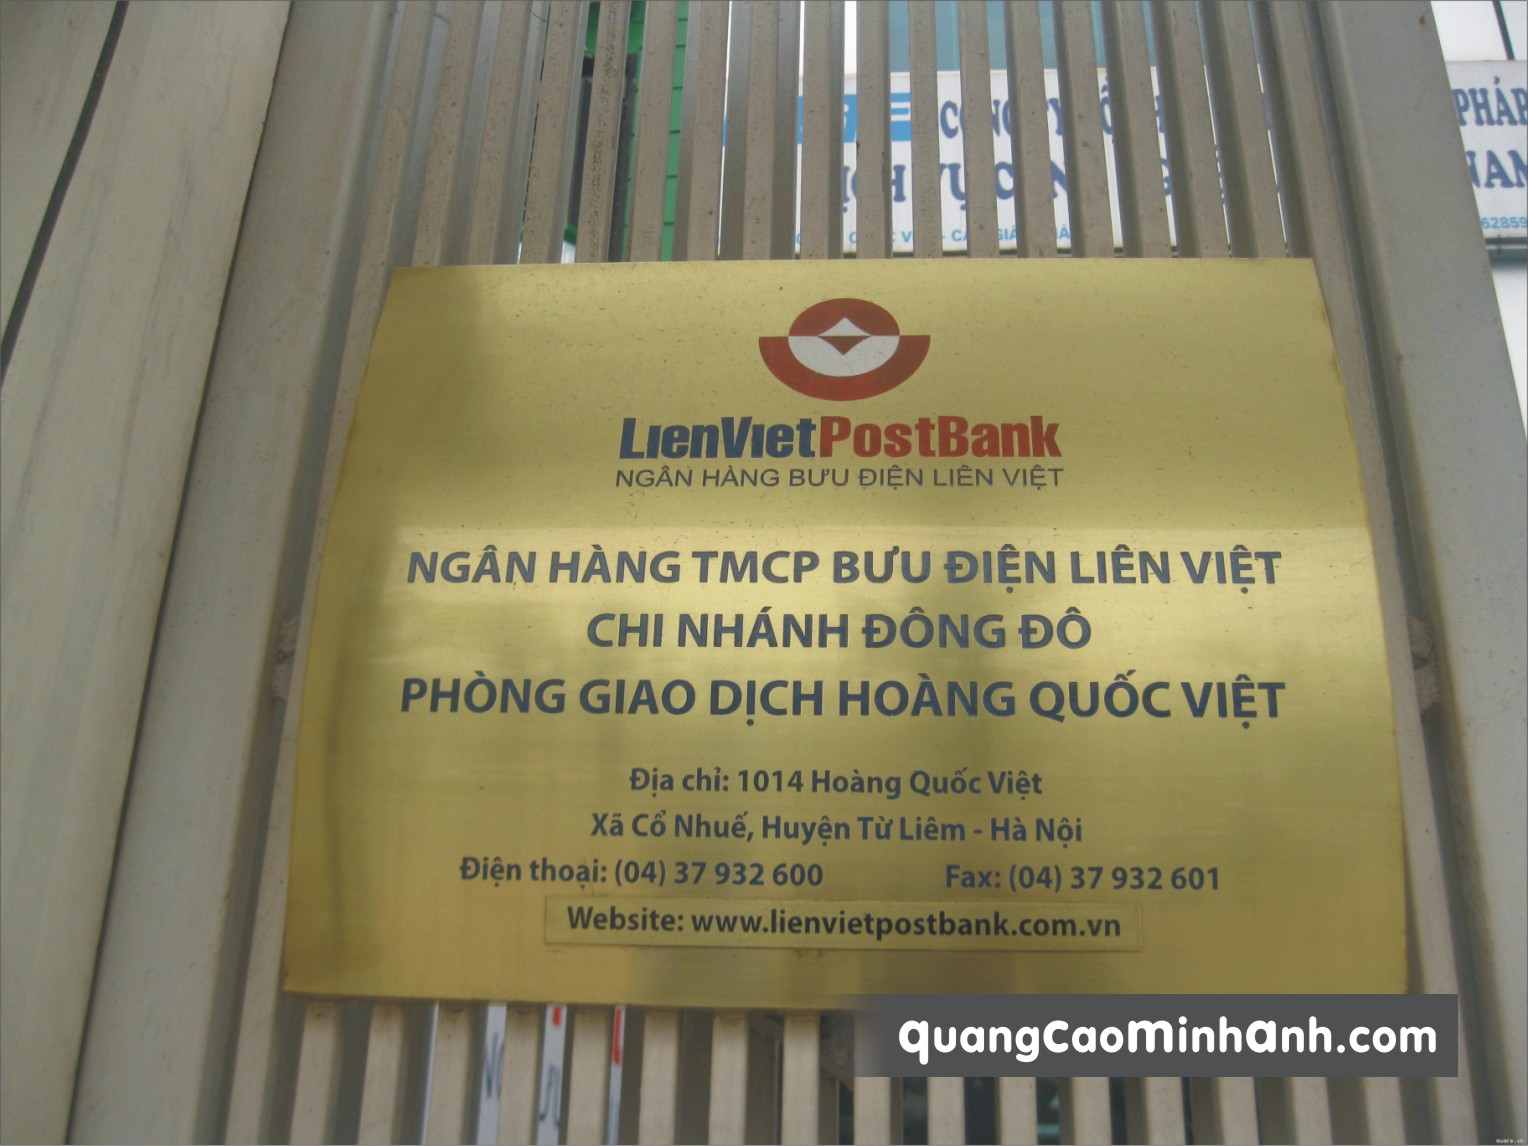 PHÁP
NAM
LienVietPostBank
NGÂN HÀNG BƯU ĐIỆN LIÊN VIỆT
NGÂN HÀNG TMCP BƯU ĐIỆN LIÊN VIỆT
CHI NHÁNH ĐÔNG ĐÔ
PHÒNG GIAO DỊCH HOÀNG QUỐC VIỆT
Địa chỉ: 1014 Hoàng Quốc Việt
Xã Cổ Nhuế, Huyện Từ Liêm - Hà Nội
Điện thoại: (04) 37 932 600 Fax: (04) 37 932 601
Website: www.lienvietpostbank.com.vn
quangCaoMinhanh.com